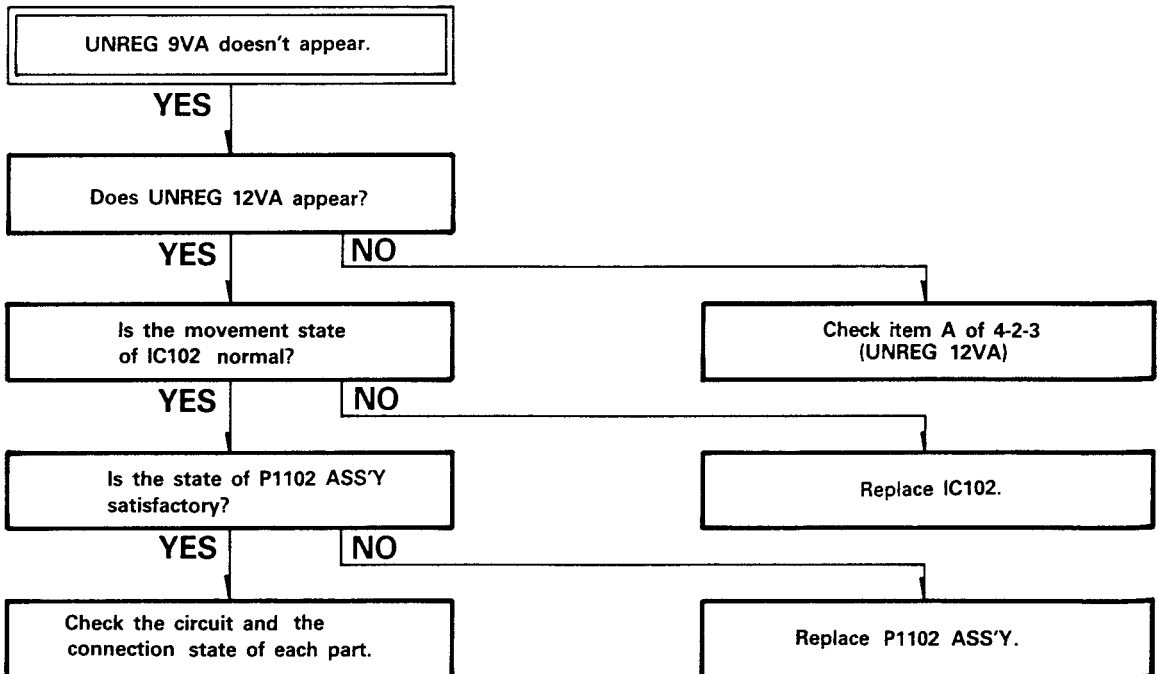 UNREG 9VA doesn't appear.
YES
Does UNREG 12VA appear?
YES
NO
Is the movement state
of IC102 normal?
Check item A of 4-2-3
(UNREG 12VA)
YES
NO
Is the state of P1102 ASS'Y
satisfactory?
Replace IC102.
YES
NO
Check the circuit and the
connection state of each part.
Replace P1102 ASS'Y.